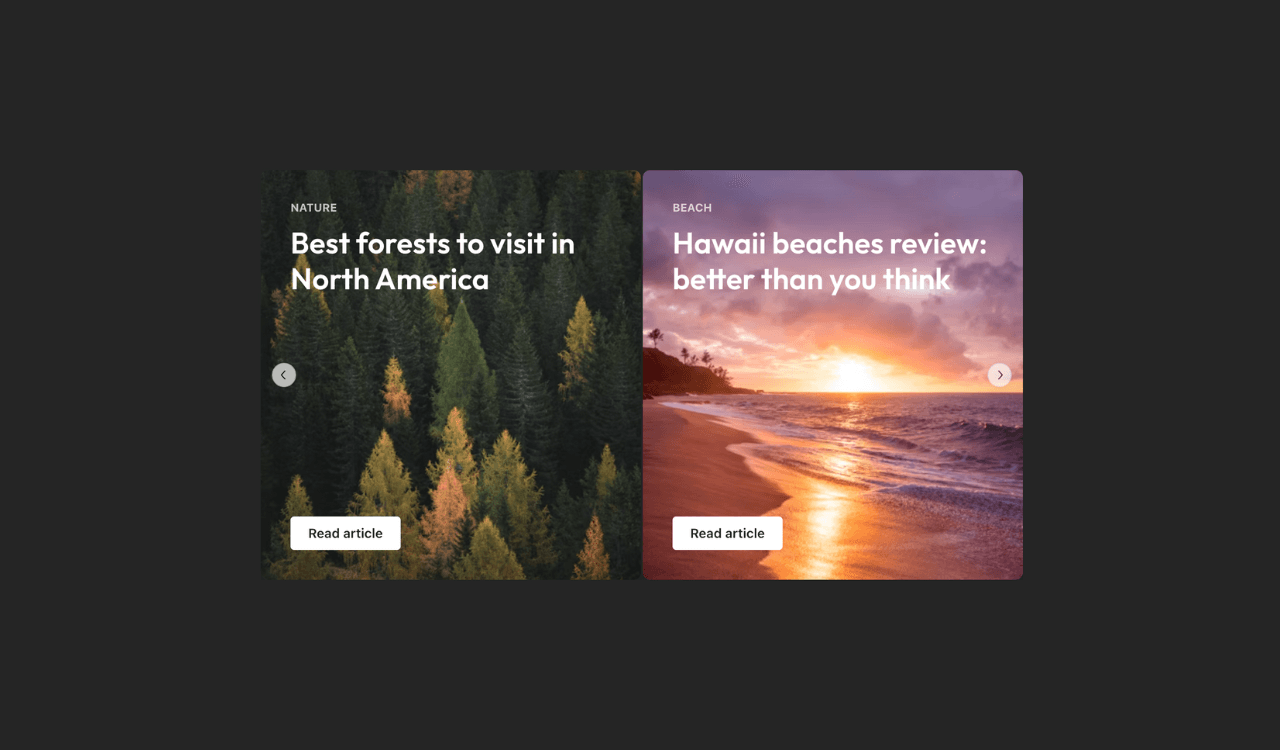 NATURE
Best forests to visit in
North America
Read article
BEACH
Hawaii beaches review:
better than you think
Read article